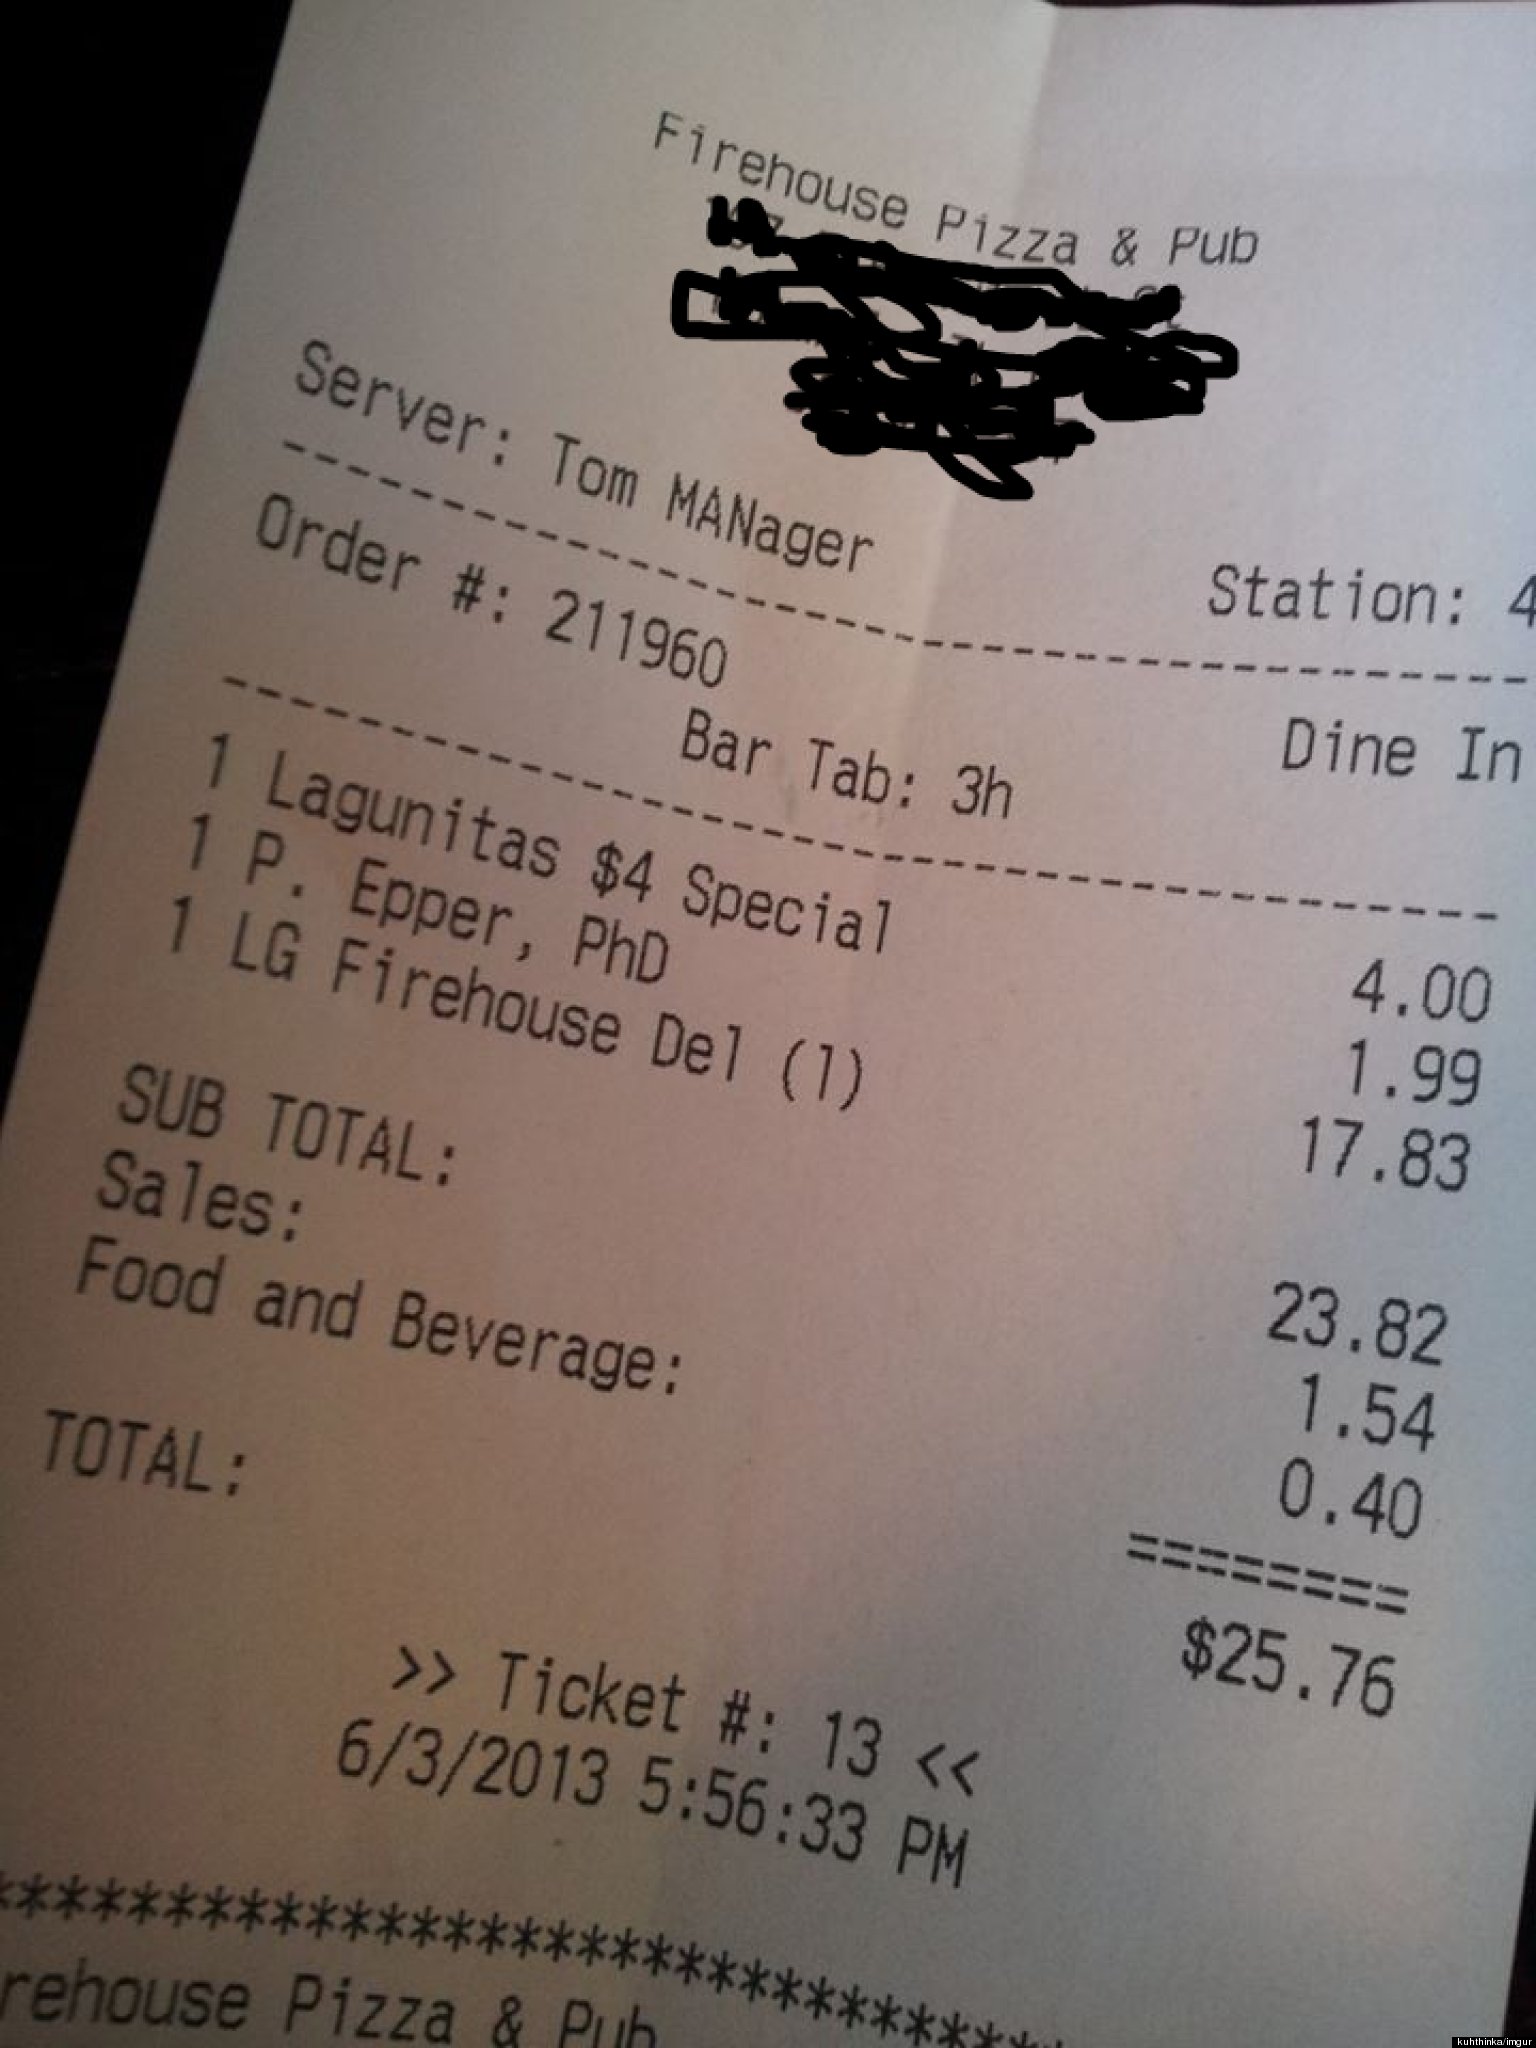 Firehouse Pizza & Pub
Server: Tom MANager Station: 4
--------------------------------------
Order #: 211960 Dine In
Bar Tab: 3h
--------------------------------------
1 Lagunitas $4 Special 4.00
1 P. Epper, PhD 1.99
1 LG Firehouse Del (1) 17.83
SUB TOTAL: 23.82
Sales: 1.54
Food and Beverage: 0.40
========
TOTAL: $25.76
>> Ticket #: 13 <<
6/3/2013 5:56:33 PM
********************************
rehouse Pizza & Pub
kuhthinka/imgur